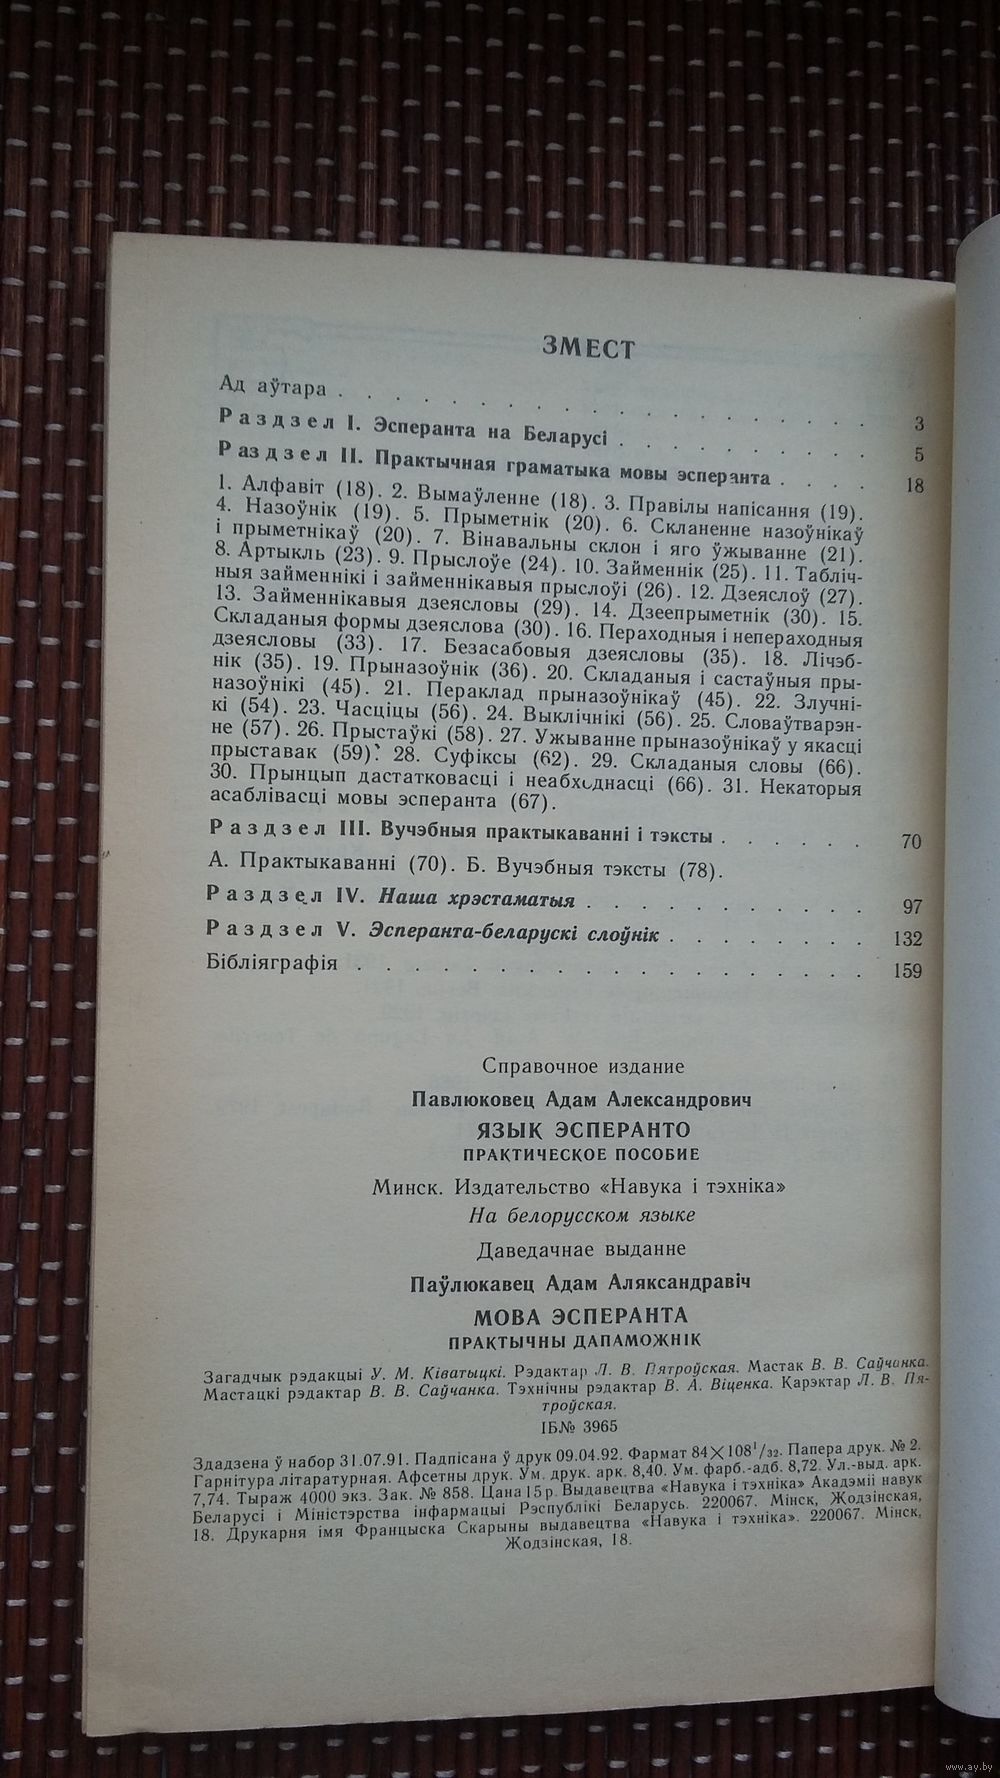 ЗМЕСТ
Ад аўтара . . . . . . . . . . . . . . . . . . 3
Раздзел I. Эсперанта на Беларусі . . . . . . . . . 5
Раздзел II. Практычная граматыка мовы эсперанта . . . . 18
1. Алфавіт (18). 2. Вымаўленне (18). 3. Правілы напісання (19).
4. Назоўнік (19). 5. Прыметнік (20). 6. Скланенне назоўнікаў
і прыметнікаў (20). 7. Вінавальны склон і яго ўжыванне (21).
8. Артыкль (23). 9. Прыслоўе (24). 10. Займеннік (25). 11. Табліч-
ныя займеннікі і займеннікавыя прыслоўі (26). 12. Дзеяслоў (27).
13. Займеннікавыя дзеясловы (29). 14. Дзеепрыметнік (30). 15.
Складаныя формы дзеяслова (30). 16. Пераходныя і непераходныя
дзеясловы (33). 17. Безасабовыя дзеясловы (35). 18. Лічэб-
нік (35). 19. Прыназоўнік (36). 20. Складаныя і састаўныя пры-
назоўнікі (45). 21. Пераклад прыназоўнікаў (45). 22. Злучні-
кі (54). 23. Часціцы (56). 24. Выклічнікі (56). 25. Словаўтварэн-
не (57). 26. Прыстаўкі (58). 27. Ужыванне прыназоўнікаў у якасці
прыставак (59). 28. Суфіксы (62). 29. Складаныя словы (66).
30. Прынцып дастатковасці і неабходнасці (66). 31. Некаторыя
асаблівасці мовы эсперанта (67).
Раздзел III. Вучэбныя практыкаванні і тэксты . . . . . . 70
А. Практыкаванні (70). Б. Вучэбныя тэксты (78).
Раздзел IV. Наша хрэстаматыя . . . . . . . . . . . 97
Раздзел V. Эсперанта-беларускі слоўнік . . . . . . . . 132
Бібліяграфія . . . . . . . . . . . . . . . . . . . 159
Справочное издание
Павлюковец Адам Александрович
ЯЗЫК ЭСПЕРАНТО
ПРАКТИЧЕСКОЕ ПОСОБИЕ
Минск. Издательство «Навука і тэхніка»
На белорусском языке
Даведачнае выданне
Паўлюкавец Адам Аляксандравіч
МОВА ЭСПЕРАНТА
ПРАКТЫЧНЫ ДАПАМОЖНІК
Загадчык рэдакцыі У. М. Ківатыцкі. Рэдактар Л. В. Пятроўская. Мастак В. В. Саўчанка.
Мастацкі рэдактар В. В. Саўчанка. Тэхнічны рэдактар В. А. Віценка. Карэктар Л. В. Пя-
троўская.
ІБ№ 3965
Здадзена ў набор 31.07.91. Падпісана ў друк 09.04.92. Фармат 84×108¹/₃₂. Папера друк. № 2.
Гарнітура літаратурная. Афсетны друк. Ум. друк. арк. 8,40. Ум. фарб.-адб. 8,72. Ул.-выд. арк.
7,74. Тыраж 4000 экз. Зак. № 858. Цана 15 р. Выдавецтва «Навука і тэхніка» Акадэміі навук
Беларусі і Міністэрства інфармацыі Рэспублікі Беларусь. 220067. Мінск, Жодзінская,
18. Друкарня імя Францыска Скарыны выдавецтва «Навука і тэхніка». 220067. Мінск,
Жодзінская, 18.
www.ay.by